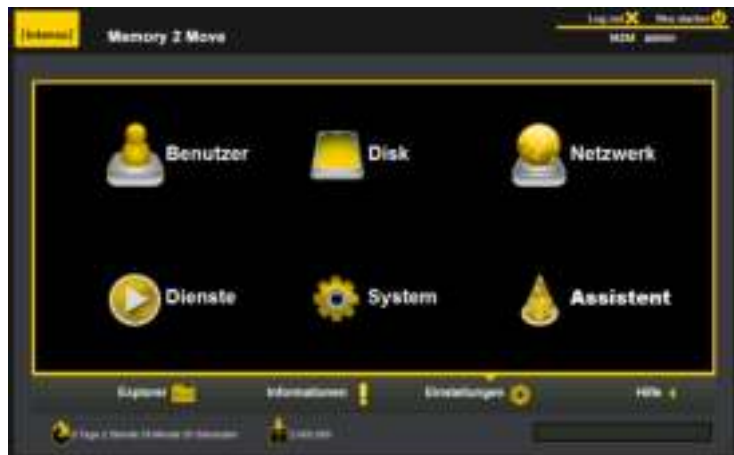 [intenso]
Memory 2 Move
Log out
Neu starten
M2M admin
Benutzer
Disk
Netzwerk
Dienste
System
Assistent
Explorer
Informationen
Einstellungen
Hilfe